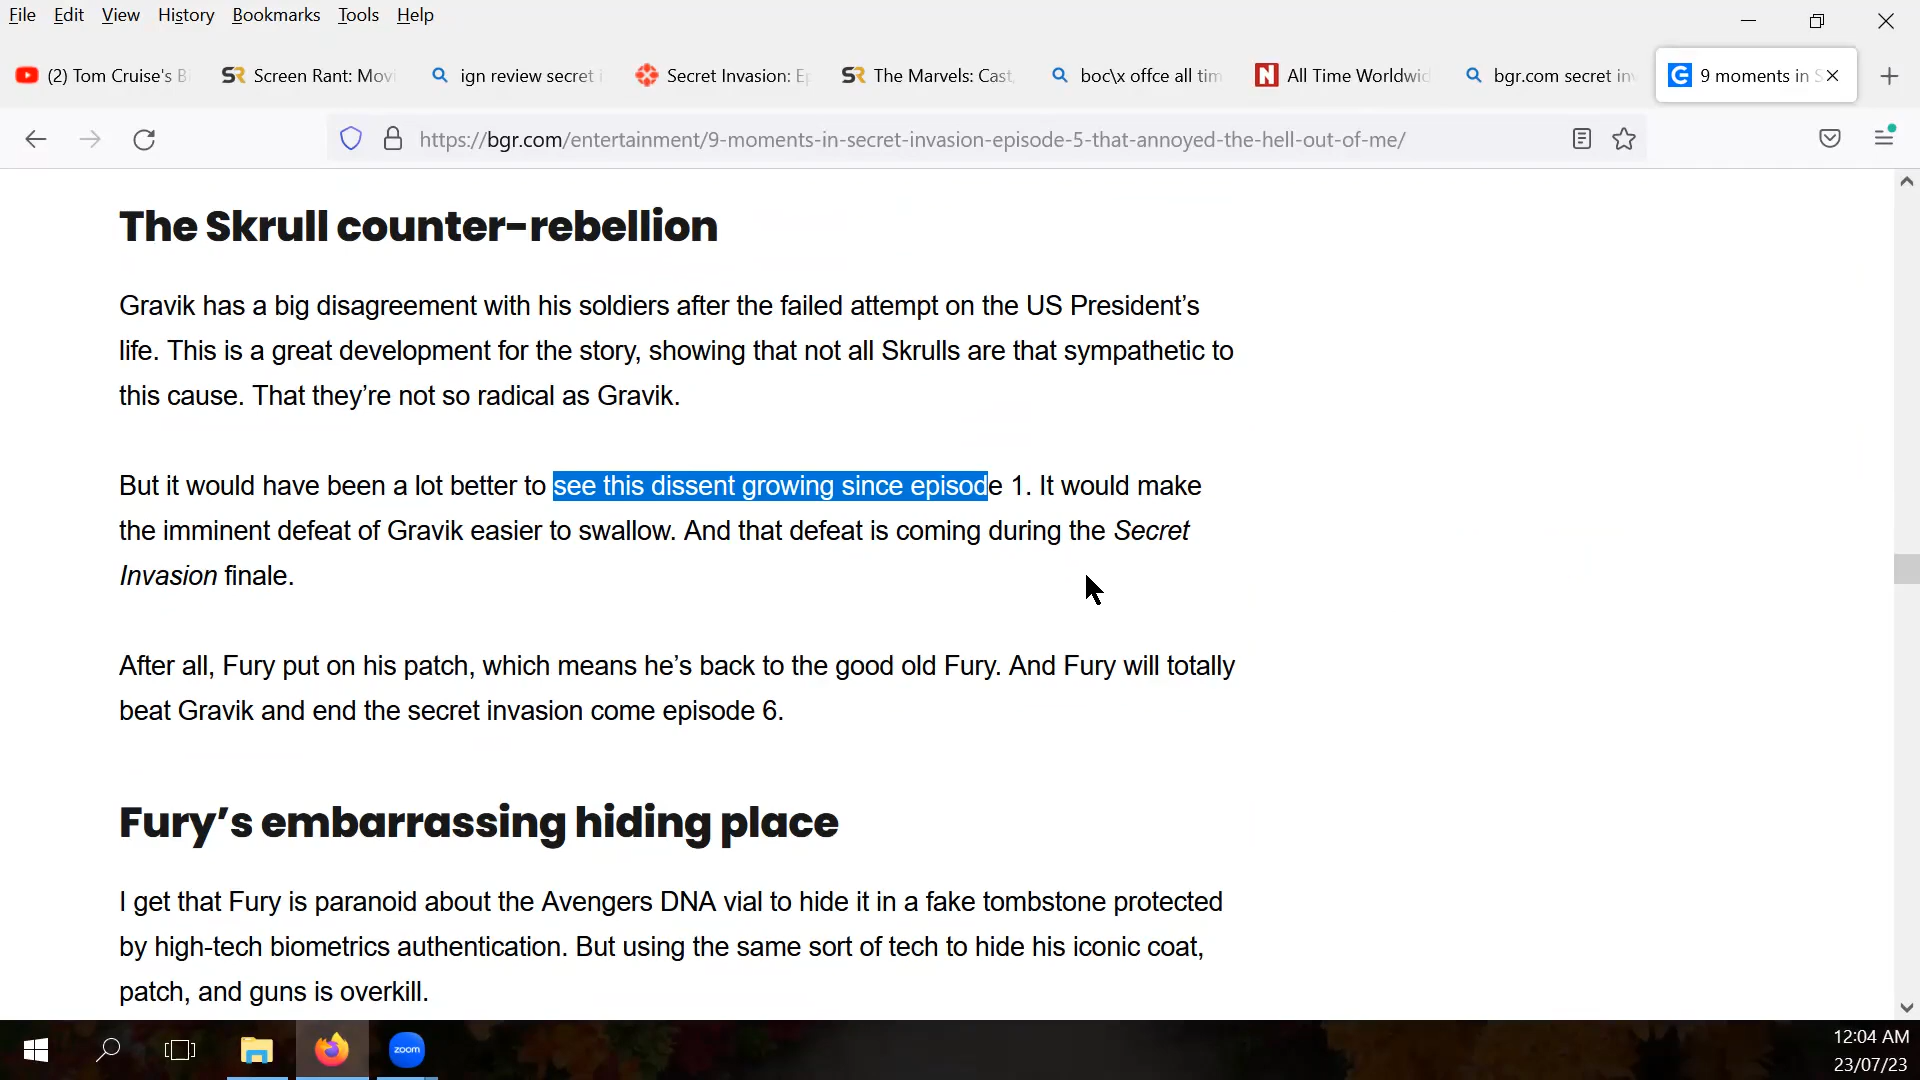 File Edit View History Bookmarks Tools Help
(2) Tom Cruise's B
Screen Rant: Movi
ign review secret i
Secret Invasion: Ep
The Marvels: Cast,
boc\x offce all tim
All Time Worldwid
bgr.com secret inv
9 moments in S
https://bgr.com/entertainment/9-moments-in-secret-invasion-episode-5-that-annoyed-the-hell-out-of-me/
The Skrull counter-rebellion
Gravik has a big disagreement with his soldiers after the failed attempt on the US President’s
life. This is a great development for the story, showing that not all Skrulls are that sympathetic to
this cause. That they’re not so radical as Gravik.
But it would have been a lot better to see this dissent growing since episode 1. It would make
the imminent defeat of Gravik easier to swallow. And that defeat is coming during the Secret
Invasion finale.
After all, Fury put on his patch, which means he’s back to the good old Fury. And Fury will totally
beat Gravik and end the secret invasion come episode 6.
Fury’s embarrassing hiding place
I get that Fury is paranoid about the Avengers DNA vial to hide it in a fake tombstone protected
by high-tech biometrics authentication. But using the same sort of tech to hide his iconic coat,
patch, and guns is overkill.
zoom
12:04 AM
23/07/23